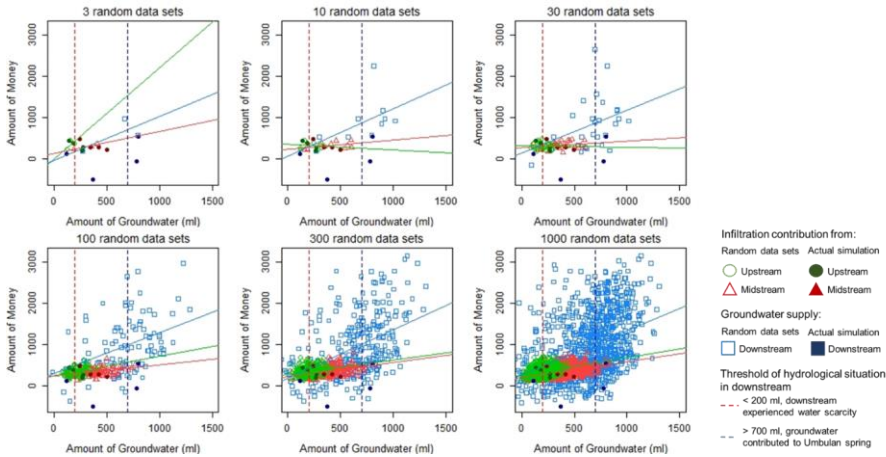 3 random data sets
10 random data sets
30 random data sets
Amount of Money
0 1000 2000 3000
0 500 1000 1500
Amount of Groundwater (ml)
Amount of Money
0 1000 2000 3000
0 500 1000 1500
Amount of Groundwater (ml)
Amount of Money
0 1000 2000 3000
0 500 1000 1500
Amount of Groundwater (ml)
100 random data sets
300 random data sets
1000 random data sets
Amount of Money
0 1000 2000 3000
0 500 1000 1500
Amount of Groundwater (ml)
Amount of Money
0 1000 2000 3000
0 500 1000 1500
Amount of Groundwater (ml)
Amount of Money
0 1000 2000 3000
0 500 1000 1500
Amount of Groundwater (ml)
Infiltration contribution from:
Random data sets Actual simulation
Upstream Upstream
Midstream Midstream
Groundwater supply:
Random data sets Actual simulation
Downstream Downstream
Threshold of hydrological situation
in downstream
< 200 ml, downstream
experienced water scarcity
> 700 ml, groundwater
contributed to Umbulan spring